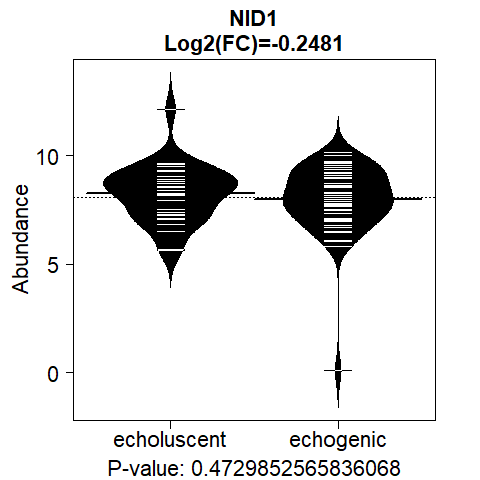 NID1
Log2(FC)=-0.2481
Abundance
10
5
0
echoluscent echogenic
P-value: 0.4729852565836068